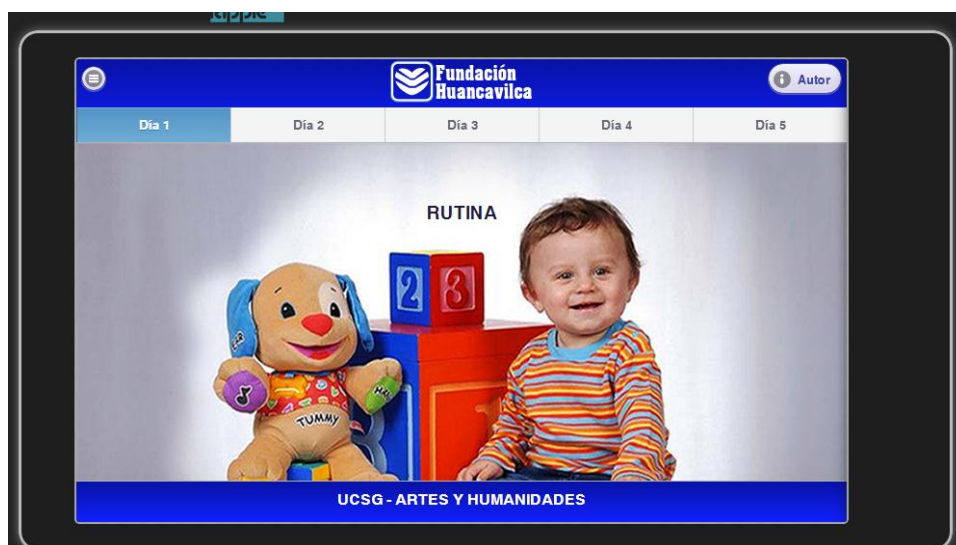 Fundación
Huancavilca
Autor
Día 1
Día 2
Día 3
Día 4
Día 5
RUTINA
2
3
TUMMY
UCSG - ARTES Y HUMANIDADES